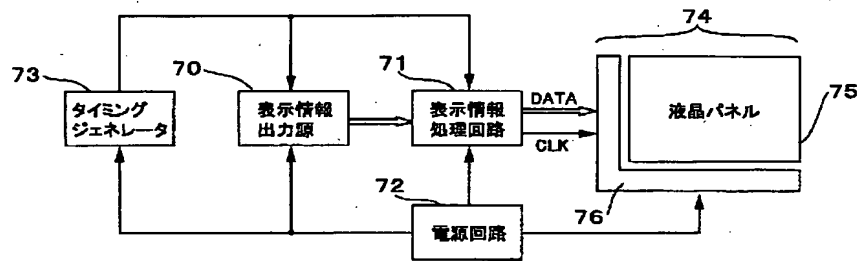 74
73
70
71
タイミング
ジェネレータ
表示情報
出力源
表示情報
処理回路
DATA
CLK
液晶パネル
75
72
電源回路
76